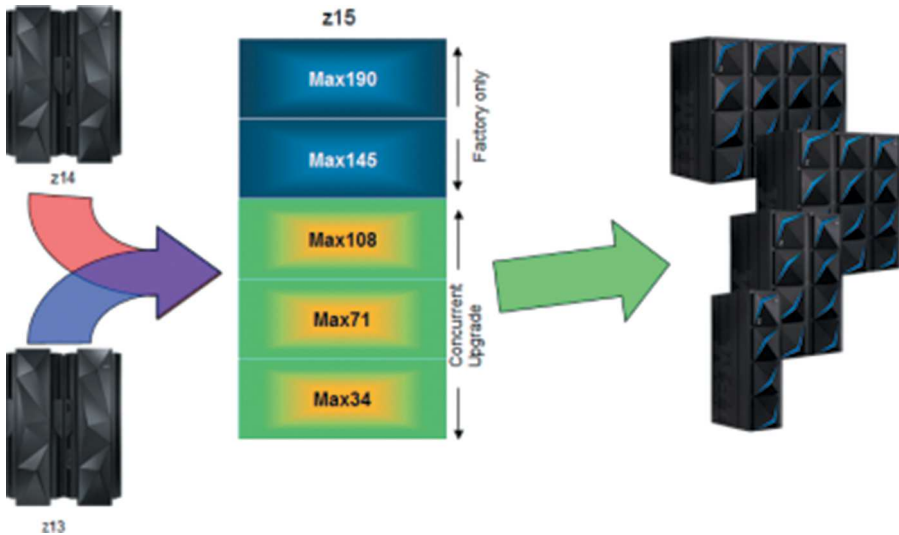 z15
z14
z13
Max190
Max145
Max108
Max71
Max34
Factory only
Concurrent
Upgrade